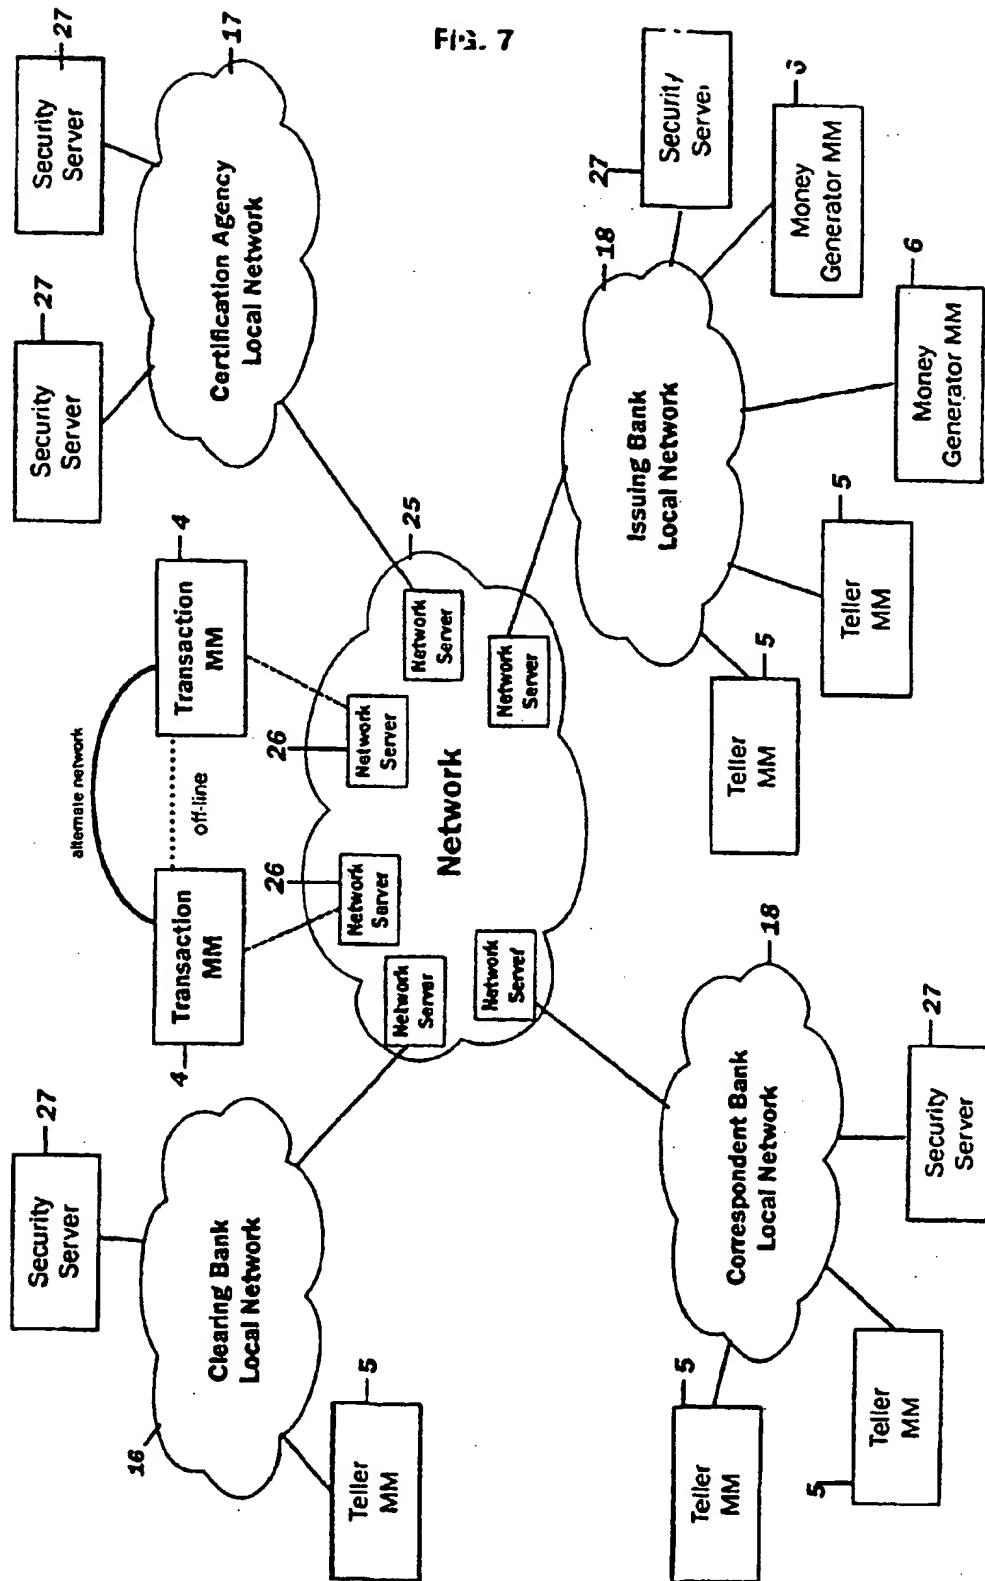 FIG. 7
27
Security
Server
16
Clearing Bank
Local Network
5
Teller
MM
alternate network
off-line
4
Transaction
MM
4
Transaction
MM
27
Security
Server
27
Security
Server
17
Certification Agency
Local Network
25
Network
26
Network
Server
26
Network
Server
Network
Server
Network
Server
Network
Server
Network
Server
18
Correspondent Bank
Local Network
5
Teller
MM
5
Teller
MM
27
Security
Server
18
Issuing Bank
Local Network
5
Teller
MM
5
Teller
MM
6
Money
Generator MM
Money
Generator MM
27
Security
Server